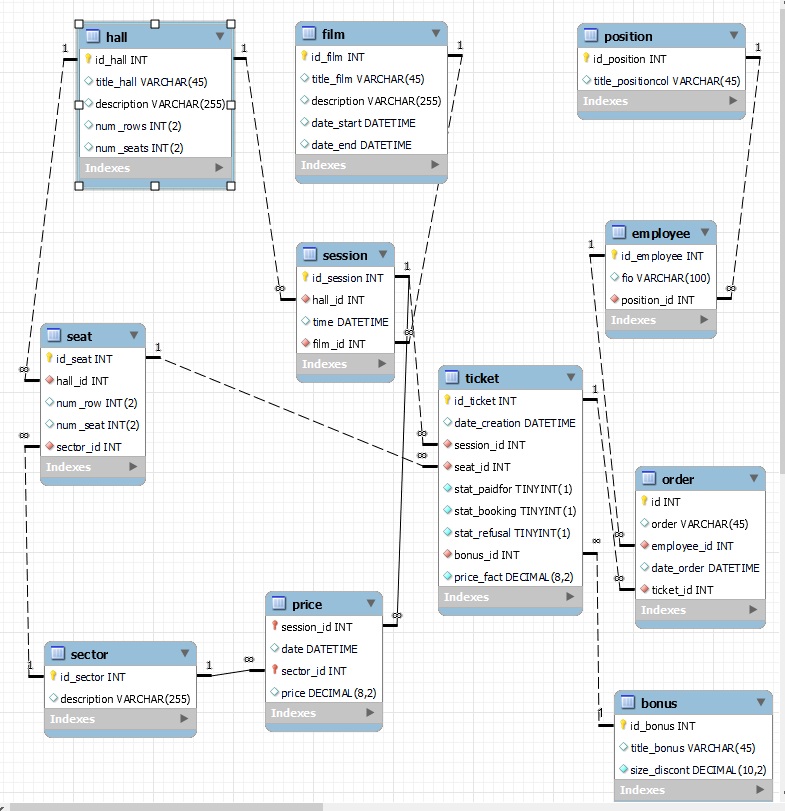 hall
id_hall INT
title_hall VARCHAR(45)
description VARCHAR(255)
num_rows INT(2)
num_seats INT(2)
Indexes
film
id_film INT
title_film VARCHAR(45)
description VARCHAR(255)
date_start DATETIME
date_end DATETIME
Indexes
position
id_position INT
title_positioncol VARCHAR(45)
Indexes
1
1
1
1
session
id_session INT
hall_id INT
time DATETIME
film_id INT
Indexes
1
∞
∞
employee
id_employee INT
fio VARCHAR(100)
position_id INT
Indexes
1
∞
seat
id_seat INT
hall_id INT
num_row INT(2)
num_seat INT(2)
sector_id INT
Indexes
1
∞
∞
ticket
id_ticket INT
date_creation DATETIME
session_id INT
seat_id INT
stat_paidfor TINYINT(1)
stat_booking TINYINT(1)
stat_refusal TINYINT(1)
bonus_id INT
price_fact DECIMAL(8,2)
Indexes
1
∞
∞
∞
order
id INT
order VARCHAR(45)
employee_id INT
date_order DATETIME
ticket_id INT
Indexes
∞
∞
price
session_id INT
date DATETIME
sector_id INT
price DECIMAL(8,2)
Indexes
∞
∞
sector
id_sector INT
description VARCHAR(255)
Indexes
1
1
bonus
id_bonus INT
title_bonus VARCHAR(45)
size_discont DECIMAL(10,2)
Indexes
1